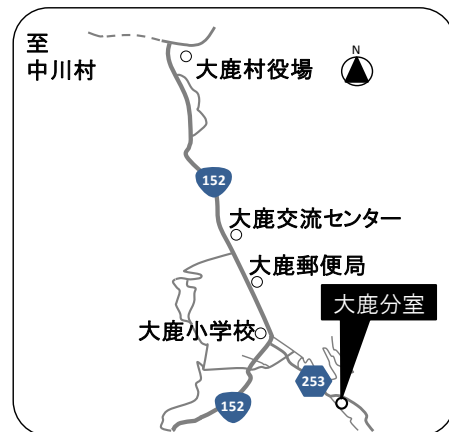 至
中川村
N
大鹿村役場
152
大鹿交流センター
大鹿郵便局
大鹿分室
大鹿小学校
253
152